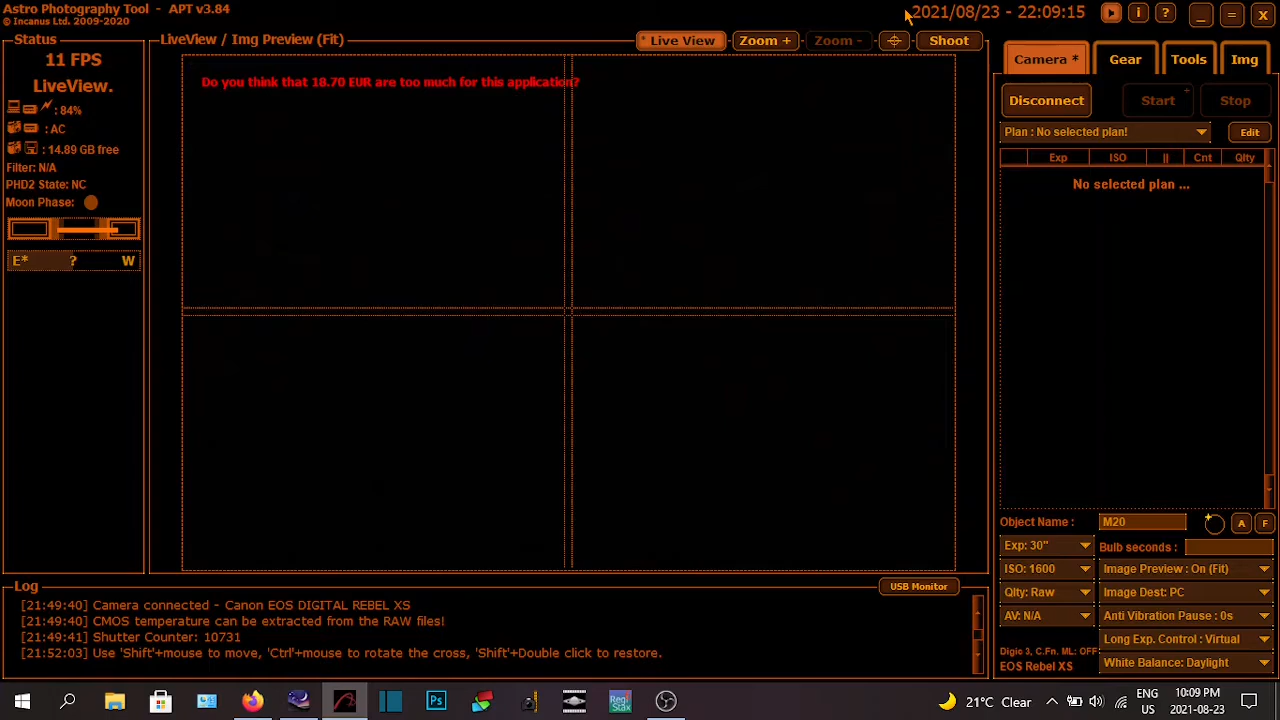 Astro Photography Tool - APT v3.84
© Incanus Ltd. 2009-2020
2021/08/23 - 22:09:15
i
?
Status
11 FPS
LiveView.
: 84%
: AC
: 14.89 GB free
Filter: N/A
PHD2 State: NC
Moon Phase:
E* ? W
LiveView / Img Preview (Fit)
* Live View
Zoom +
Zoom -
Shoot
Do you think that 18.70 EUR are too much for this application?
Camera *
Gear
Tools
Img
Disconnect
Start
+
Stop
Plan : No selected plan!
Edit
Exp ISO || Cnt Qlty
No selected plan ...
Object Name :
M20
A
F
Exp: 30"
Bulb seconds :
ISO: 1600
Image Preview : On (Fit)
Qlty: Raw
Image Dest: PC
AV: N/A
Anti Vibration Pause : 0s
Long Exp. Control : Virtual
Digic 3, C.Fn. ML: OFF
EOS Rebel XS
White Balance: Daylight
Log
USB Monitor
[21:49:40] Camera connected - Canon EOS DIGITAL REBEL XS
[21:49:40] CMOS temperature can be extracted from the RAW files!
[21:49:41] Shutter Counter: 10731
[21:52:03] Use 'Shift'+mouse to move, 'Ctrl'+mouse to rotate the cross, 'Shift'+Double click to restore.
Ps
Reg
Stax
21°C Clear
ENG
US
10:09 PM
2021-08-23